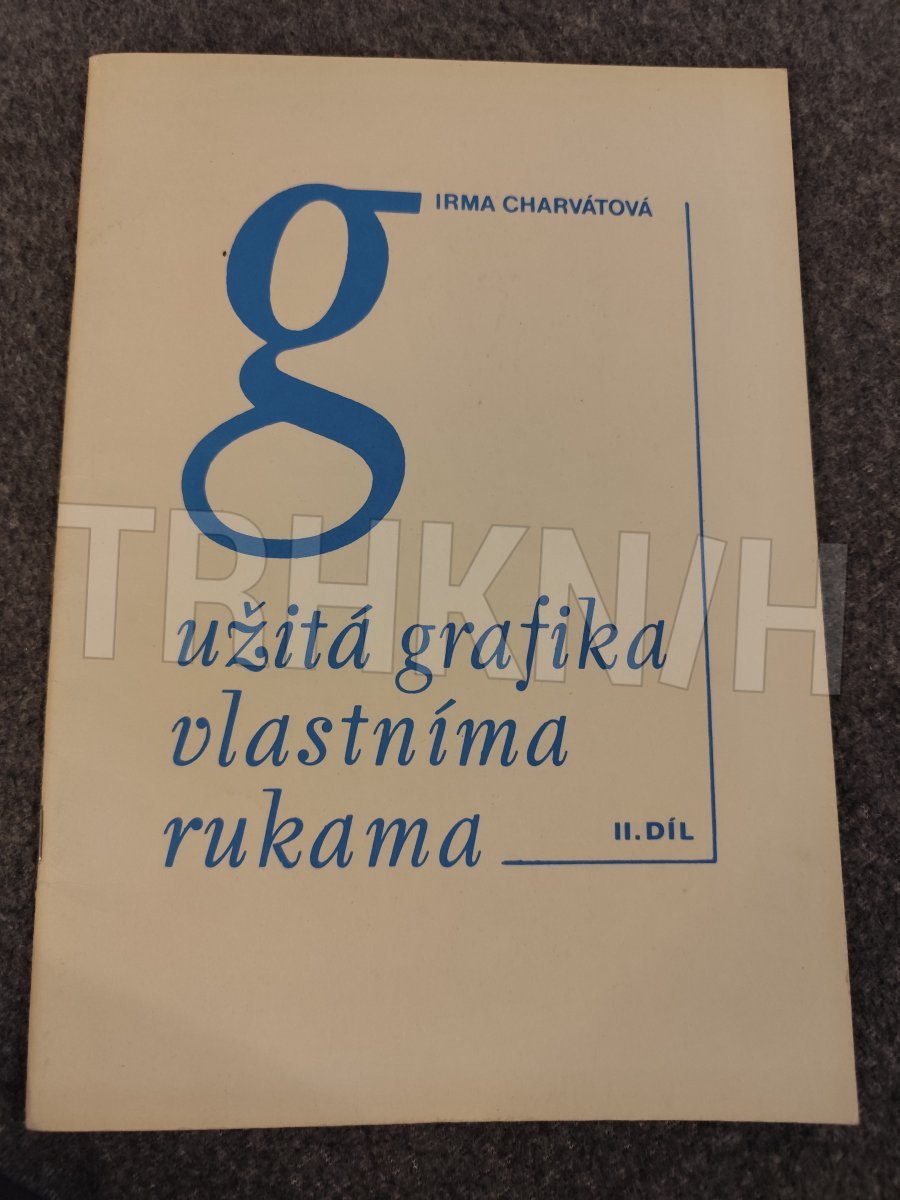 g
IRMA CHARVÁTOVÁ
TRHKNIH
užitá grafika
vlastníma
rukama
II. DÍL